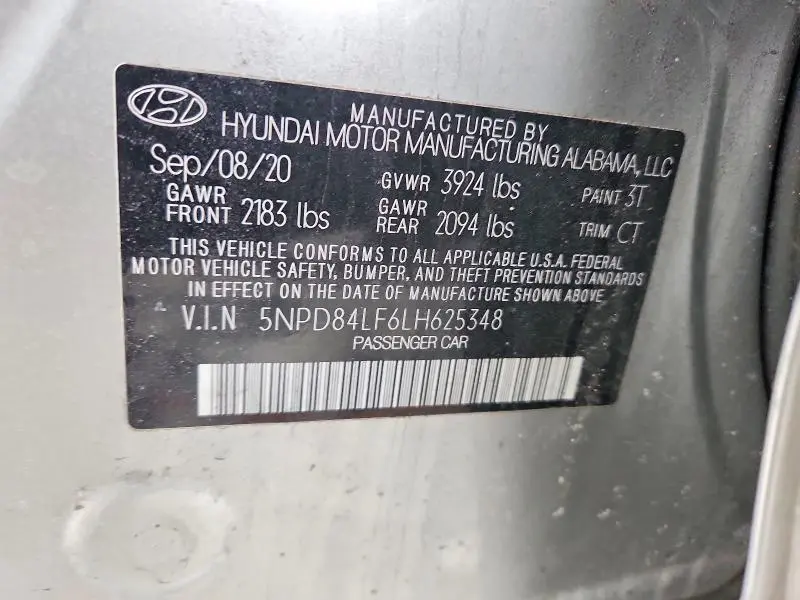 MANUFACTURED BY
HYUNDAI MOTOR MANUFACTURING ALABAMA, LLC
Sep/08/20 GVWR 3924 lbs PAINT 3T
GAWR FRONT 2183 lbs GAWR REAR 2094 lbs TRIM CT
THIS VEHICLE CONFORMS TO ALL APPLICABLE U.S.A. FEDERAL
MOTOR VEHICLE SAFETY, BUMPER, AND THEFT PREVENTION STANDARDS
IN EFFECT ON THE DATE OF MANUFACTURE SHOWN ABOVE.
V.I.N 5NPD84LF6LH625348
PASSENGER CAR